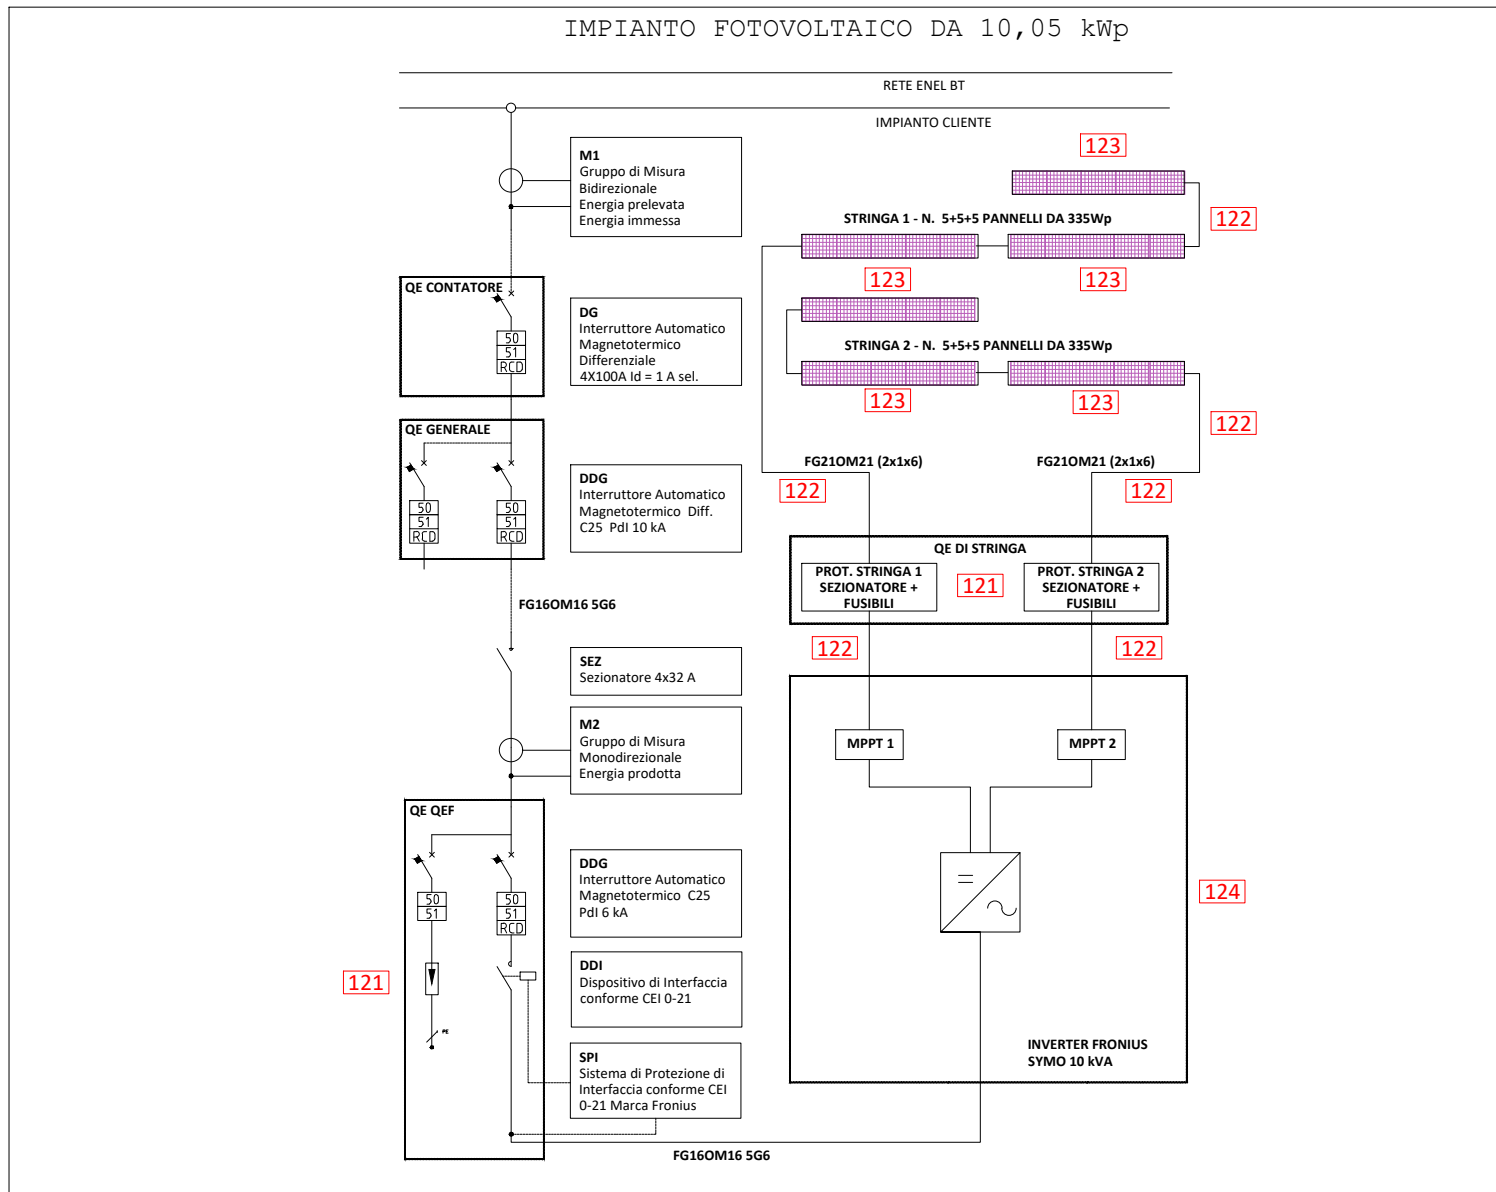 IMPIANTO FOTOVOLTAICO DA 10,05 kWp
RETE ENEL BT
IMPIANTO CLIENTE
M1
Gruppo di Misura
Bidirezionale
Energia prelevata
Energia immessa
123
122
STRINGA 1 - N. 5+5+5 PANNELLI DA 335Wp
123
123
QE CONTATORE
50
51
RCD
DG
Interruttore Automatico
Magnetotermico
Differenziale
4X100A Id = 1 A sel.
STRINGA 2 - N. 5+5+5 PANNELLI DA 335Wp
123
123
122
QE GENERALE
50
51
RCD
50
51
RCD
DDG
Interruttore Automatico
Magnetotermico Diff.
C25 PdI 10 kA
FG21OM21 (2x1x6)
FG21OM21 (2x1x6)
122
122
QE DI STRINGA
PROT. STRINGA 1
SEZIONATORE +
FUSIBILI
121
PROT. STRINGA 2
SEZIONATORE +
FUSIBILI
FG16OM16 5G6
122
122
SEZ
Sezionatore 4x32 A
M2
Gruppo di Misura
Monodirezionale
Energia prodotta
MPPT 1
MPPT 2
QE QEF
50
51
50
51
RCD
DDG
Interruttore Automatico
Magnetotermico C25
PdI 6 kA
124
121
PE
DDI
Dispositivo di Interfaccia
conforme CEI 0-21
SPI
Sistema di Protezione di
Interfaccia conforme CEI
0-21 Marca Fronius
INVERTER FRONIUS
SYMO 10 kVA
FG16OM16 5G6